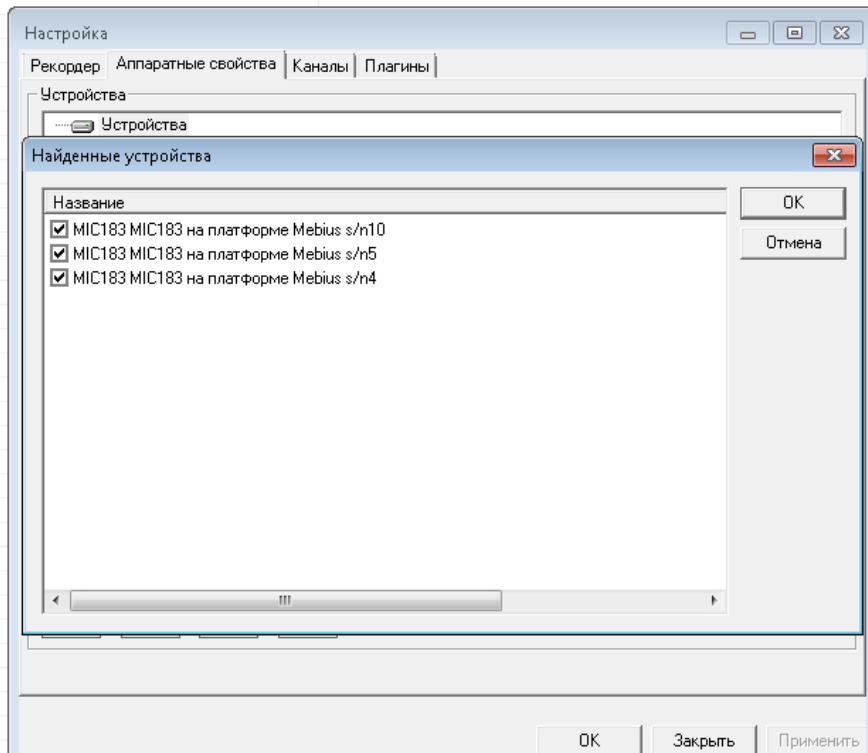 Настройка
Рекордер Аппаратные свойства Каналы Плагины
Устройства
Устройства
Найденные устройства
Название
MIC183 MIC183 на платформе Mebius s/n10
MIC183 MIC183 на платформе Mebius s/n5
MIC183 MIC183 на платформе Mebius s/n4
OK
Отмена
OK Закрыть Применить